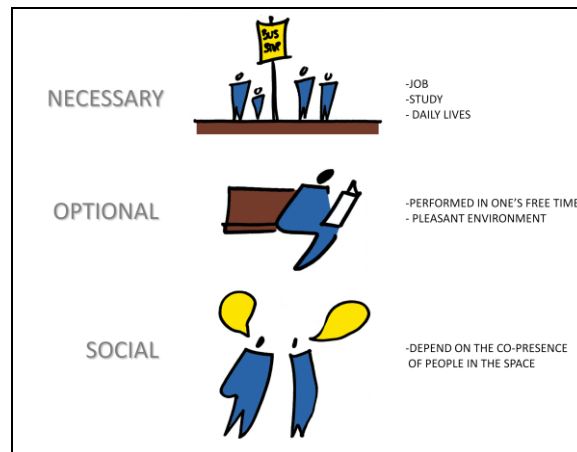 BUS
STOP
NECESSARY
-JOB
-STUDY
- DAILY LIVES
OPTIONAL
-PERFORMED IN ONE'S FREE TIME
- PLEASANT ENVIRONMENT
SOCIAL
-DEPEND ON THE CO-PRESENCE
OF PEOPLE IN THE SPACE